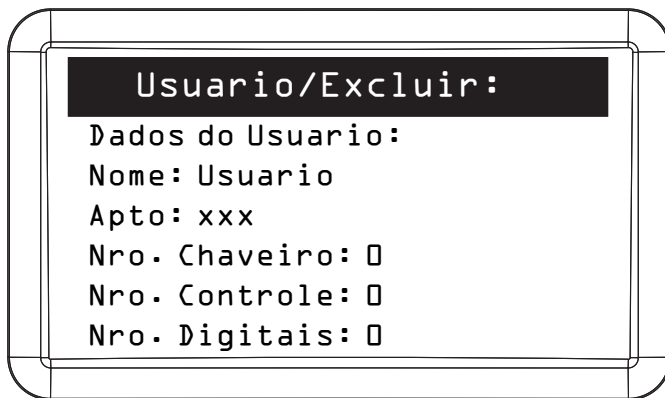 Usuario/Excluir:
Dados do Usuario:
Nome: Usuario
Apto: xxx
Nro. Chaveiro: 0
Nro. Controle: 0
Nro. Digitais: 0